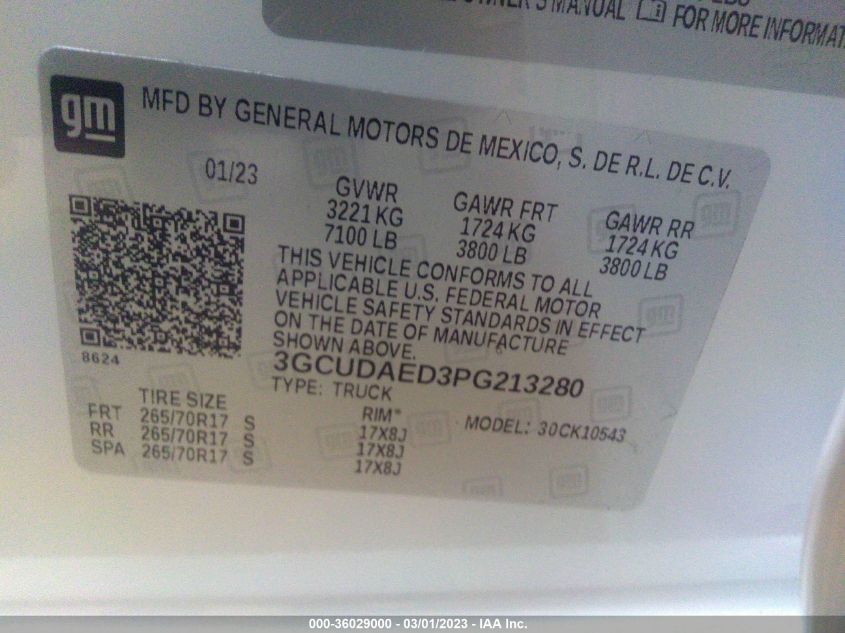 OWNER'S MANUAL FOR MORE INFORMAT
gm
MFD BY GENERAL MOTORS DE MEXICO, S. DE R.L. DE C.V.
01/23
GVWR GAWR FRT GAWR RR
3221 KG 1724 KG 1724 KG
7100 LB 3800 LB 3800 LB
THIS VEHICLE CONFORMS TO ALL
APPLICABLE U.S. FEDERAL MOTOR
VEHICLE SAFETY STANDARDS IN EFFECT
ON THE DATE OF MANUFACTURE
SHOWN ABOVE.
8624
3GCUDAED3PG213280
TYPE: TRUCK
TIRE SIZE RIM* MODEL: 30CK10543
FRT 265/70R17 S 17X8J
RR 265/70R17 S 17X8J
SPA 265/70R17 S 17X8J
000-36029000 - 03/01/2023 - IAA Inc.